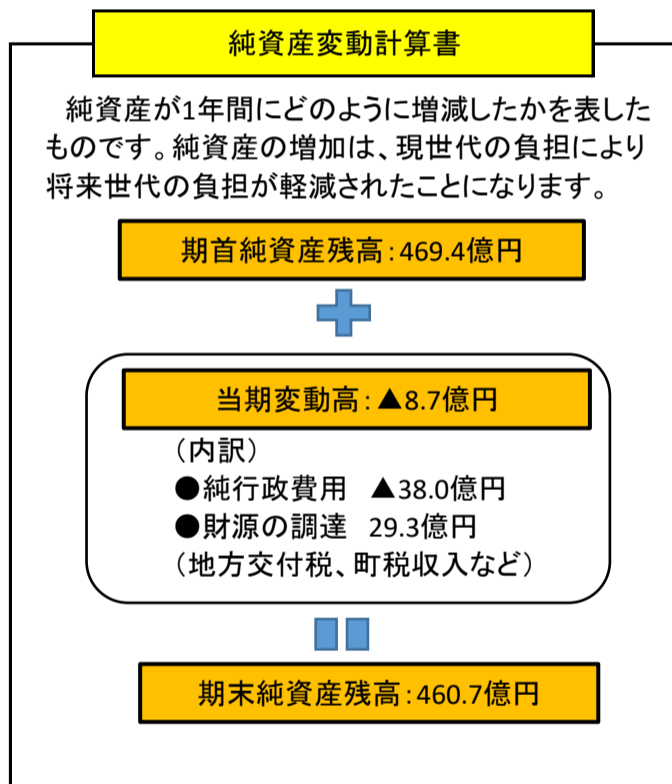 純資産変動計算書
純資産が1年間にどのように増減したかを表した
ものです。純資産の増加は、現世代の負担により
将来世代の負担が軽減されたことになります。
期首純資産残高：469.4億円
当期変動高：▲8.7億円
（内訳）
●純行政費用　▲38.0億円
●財源の調達　29.3億円
（地方交付税、町税収入など）
期末純資産残高：460.7億円